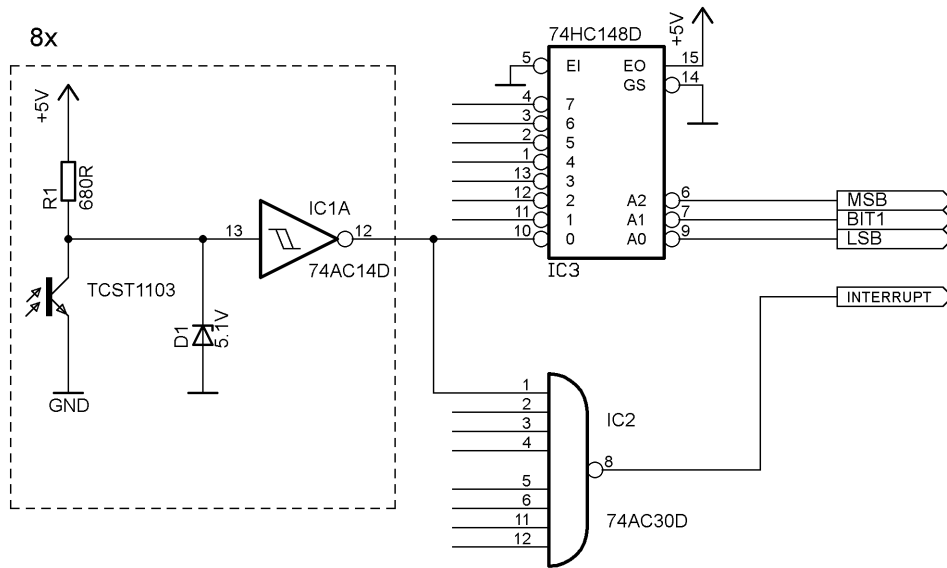 8x
+5V
R1
680R
TCST1103
GND
D1
5.1V
13
IC1A
12
74AC14D
74HC148D
+5V
5
EI
EO
15
GS
14
4
7
3
6
2
5
1
4
13
3
12
2
A2
6
MSB
11
1
A1
7
BIT1
10
0
A0
9
LSB
IC3
INTERRUPT
1
2
3
4
5
6
11
12
IC2
8
74AC30D